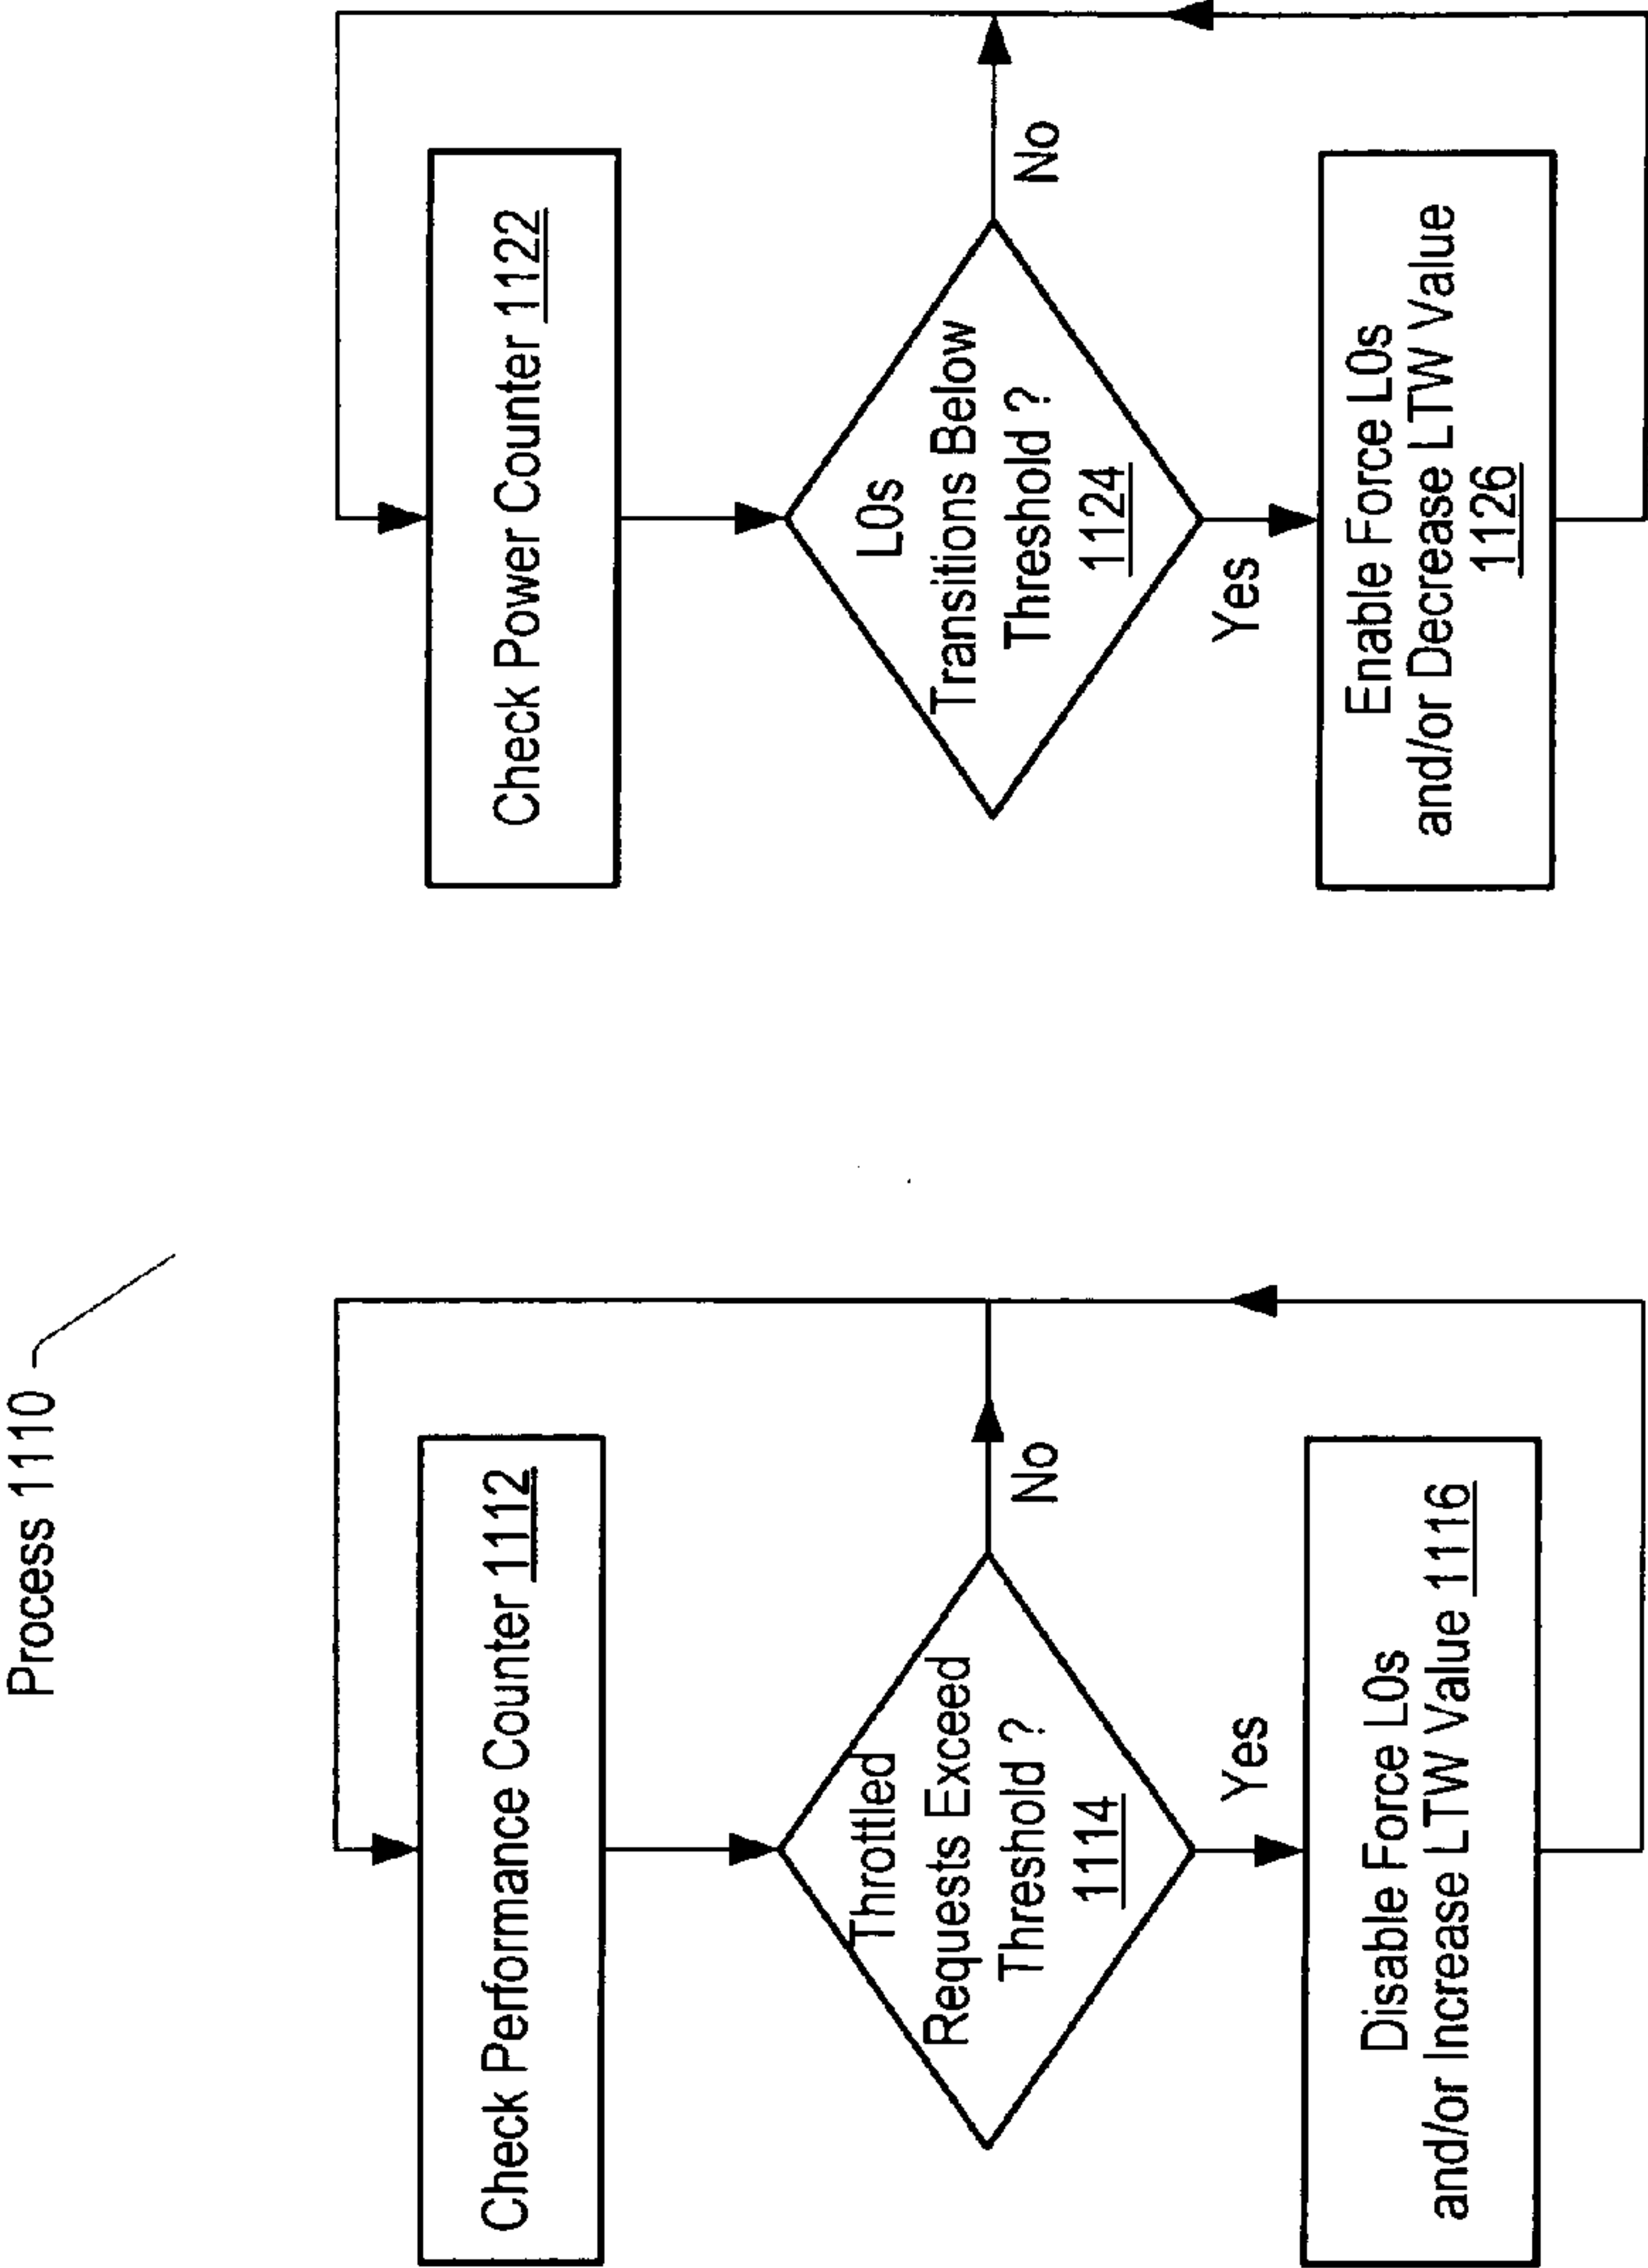 Process 1110
Check Performance Counter 1112
Throttled
Requests Exceed
Threshold ?
1114
No
Yes
Disable Force L0s
and/or Increase LTW Value 1116
Check Power Counter 1122
L0s
Transitions Below
Threshold ?
1124
No
Yes
Enable Force L0s
and/or Decrease LTW Value
1126